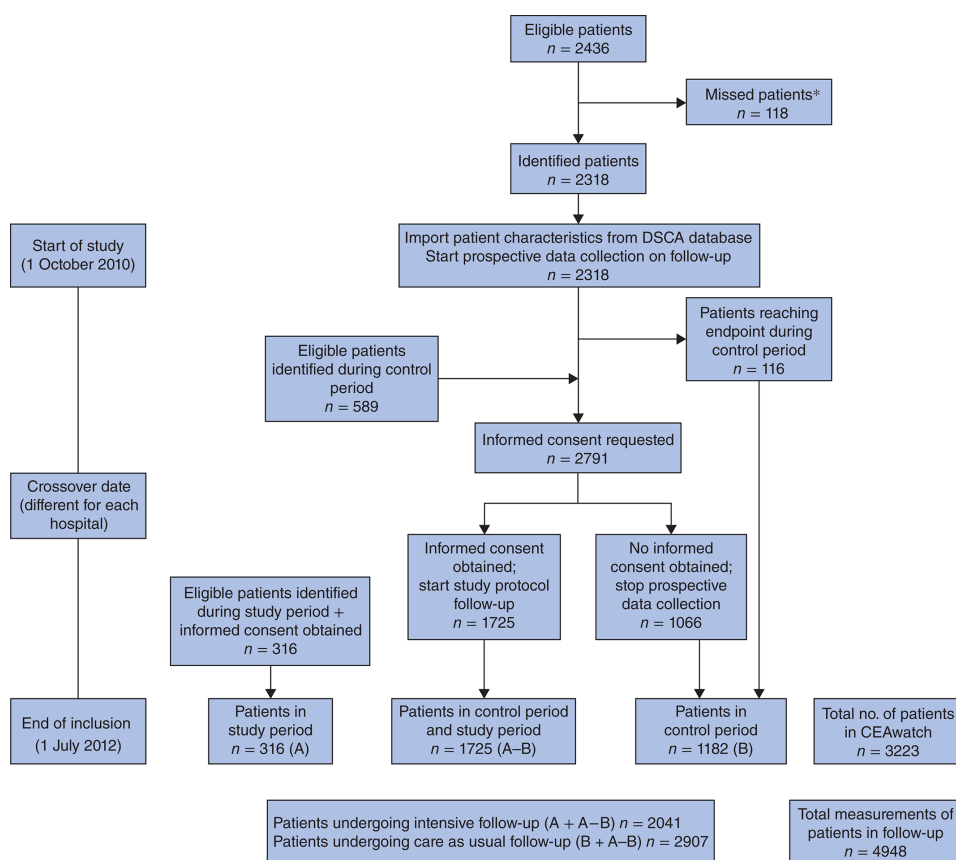 Eligible patients
n = 2436
Missed patients*
n = 118
Identified patients
n = 2318
Start of study
(1 October 2010)
Import patient characteristics from DSCA database
Start prospective data collection on follow-up
n = 2318
Patients reaching
endpoint during
control period
n = 116
Eligible patients
identified during control
period
n = 589
Informed consent requested
n = 2791
Crossover date
(different for each
hospital)
Informed consent
obtained;
start study protocol
follow-up
n = 1725
No informed
consent obtained;
stop prospective
data collection
n = 1066
Eligible patients identified
during study period +
informed consent obtained
n = 316
End of inclusion
(1 July 2012)
Patients in
study period
n = 316 (A)
Patients in control period
and study period
n = 1725 (A–B)
Patients in
control period
n = 1182 (B)
Total no. of patients
in CEAwatch
n = 3223
Patients undergoing intensive follow-up (A + A–B) n = 2041
Patients undergoing care as usual follow-up (B + A–B) n = 2907
Total measurements of
patients in follow-up
n = 4948